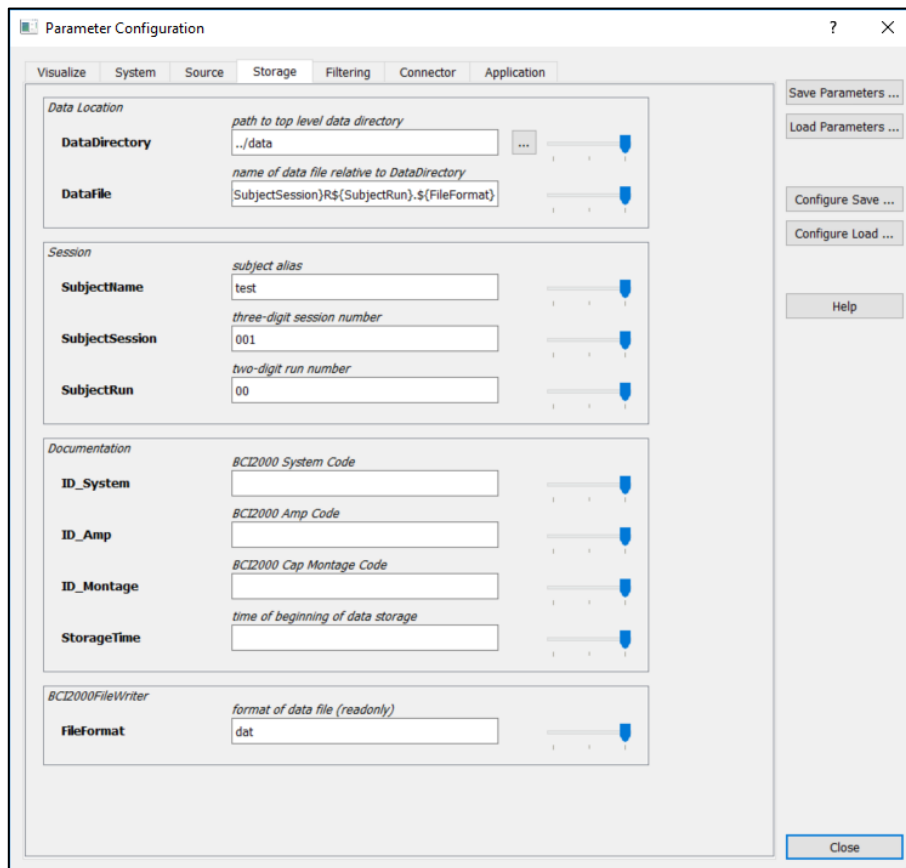 Parameter Configuration
? X
Visualize System Source Storage Filtering Connector Application
Data Location
path to top level data directory
DataDirectory ../data ...
name of data file relative to DataDirectory
DataFile SubjectSession}R${SubjectRun}.${FileFormat}
Session
subject alias
SubjectName test
three-digit session number
SubjectSession 001
two-digit run number
SubjectRun 00
Documentation
BCI2000 System Code
ID_System
BCI2000 Amp Code
ID_Amp
BCI2000 Cap Montage Code
ID_Montage
time of beginning of data storage
StorageTime
BCI2000FileWriter
format of data file (readonly)
FileFormat dat
Save Parameters ...
Load Parameters ...
Configure Save ...
Configure Load ...
Help
Close